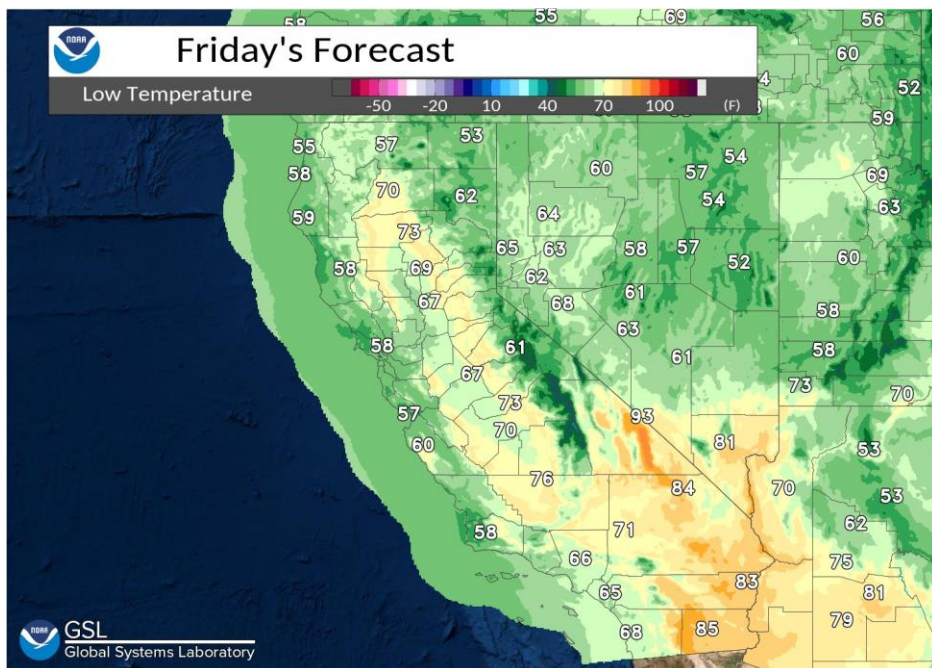 58 55 69 56
NOAA
Friday's Forecast
60
Low Temperature
-50 -20 10 40 70 100 (F)
52
59
55 57 53 54
58 60 57 69
70 62 54
59 64 63
73 65 63 58 57
58 69 62 52 60
67 68 61
58
63
58 61 61 58
67 73 70
57 73 93
60 70 81 53
76 84 70 53
58 71 62
66 75
65 83 81
68 85 79
NOAA GSL
Global Systems Laboratory